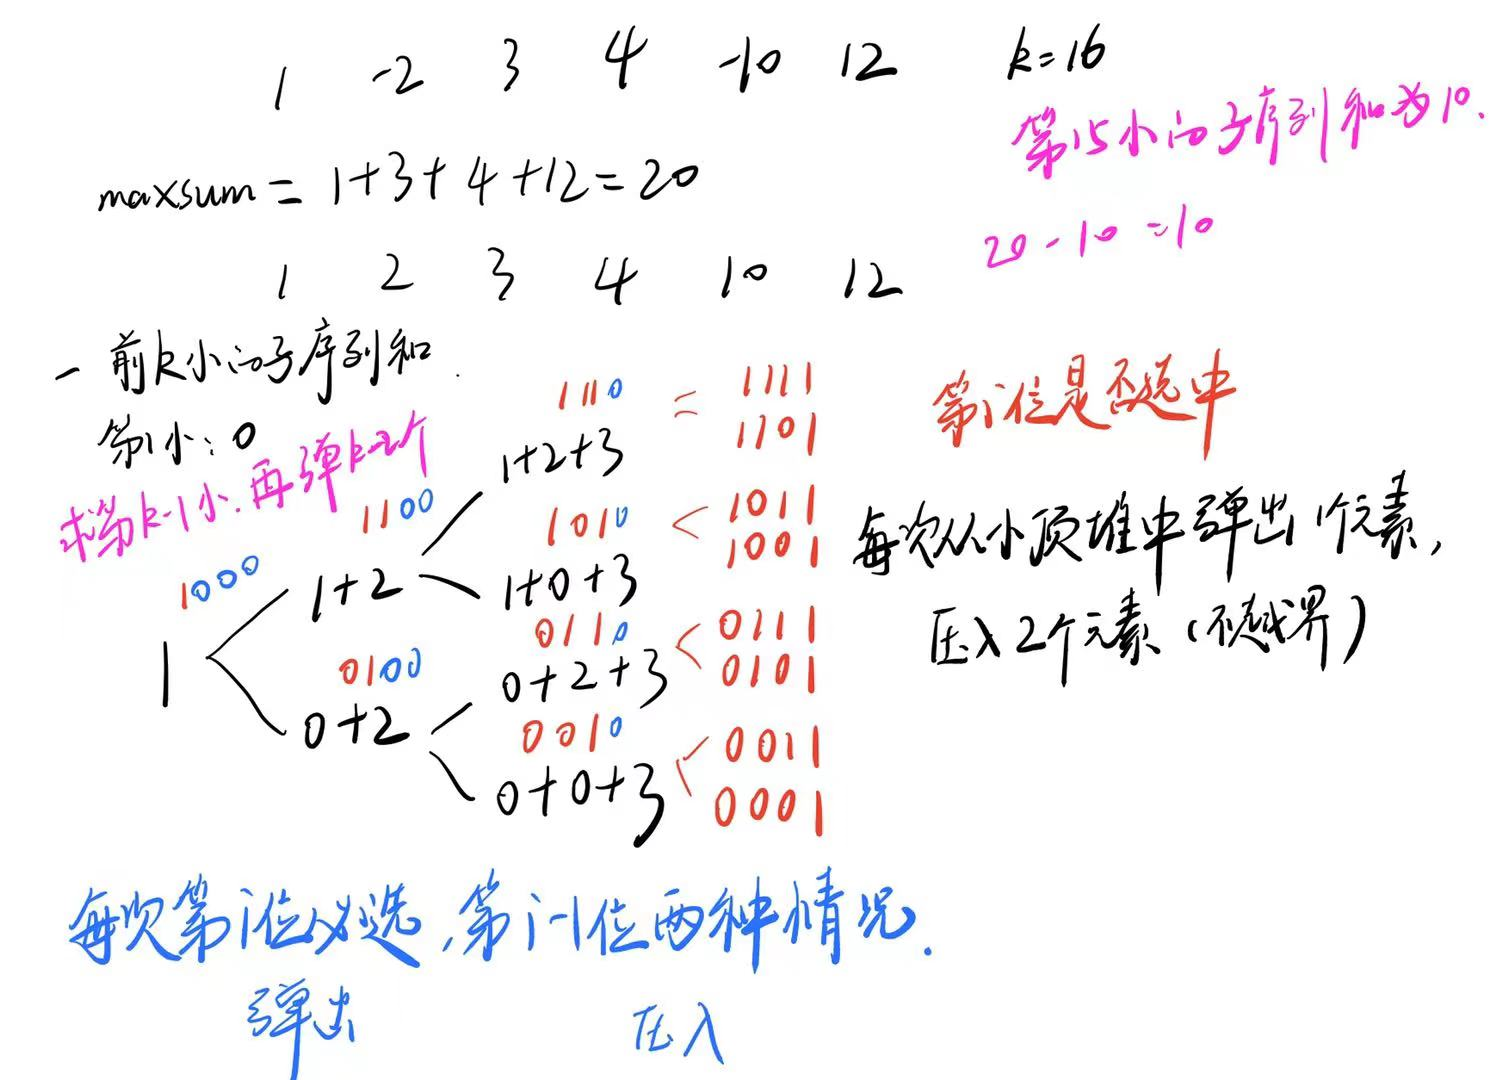 1 -2 3 4 -10 12 k=16
第15小的子序列和为10.
maxsum = 1+3+4+12=20
20-10=10
1 2 3 4 10 12
- 前k小的子序列和.
第1小:0
求第k-1小.再弹k-2个
第i位是否选中
1110 = 1111
1101
1+2+3
1100
1010 < 1011
1001
1000
1+2
1+0+3
0110 < 0111
0101
1
0100
0+2+3
0+2
0010 < 0011
0001
0+0+3
每次从小顶堆中弹出1个元素,
压入2个元素(不越界)
每次第i位必选,第i-1位两种情况.
弹出 压入